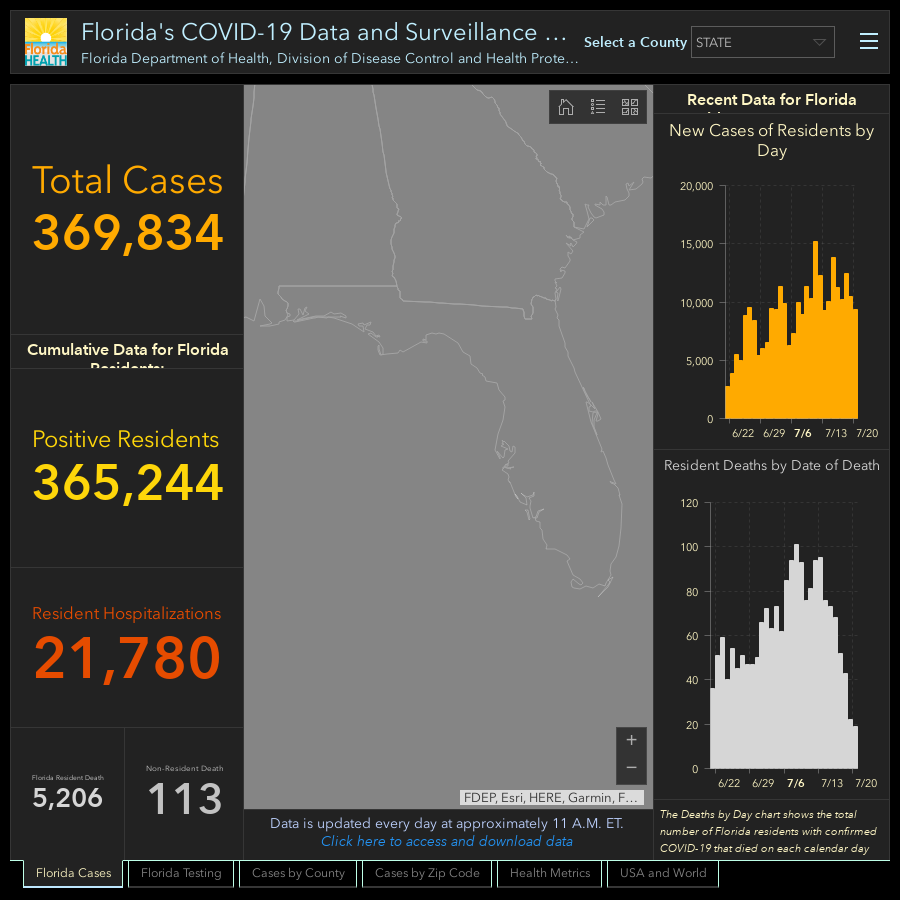 Florida
HEALTH
Florida's COVID-19 Data and Surveillance ...
Florida Department of Health, Division of Disease Control and Health Prote...
Select a County
STATE
Total Cases
369,834
Cumulative Data for Florida
Residents:
Positive Residents
365,244
Resident Hospitalizations
21,780
Florida Resident Death
5,206
Non-Resident Death
113
+
−
FDEP, Esri, HERE, Garmin, F...
Data is updated every day at approximately 11 A.M. ET.
Click here to access and download data
Recent Data for Florida
New Cases of Residents by
Day
20,000
15,000
10,000
5,000
0
6/22 6/29 7/6 7/13 7/20
Resident Deaths by Date of Death
120
100
80
60
40
20
0
6/22 6/29 7/6 7/13 7/20
The Deaths by Day chart shows the total
number of Florida residents with confirmed
COVID-19 that died on each calendar day
Florida Cases
Florida Testing
Cases by County
Cases by Zip Code
Health Metrics
USA and World